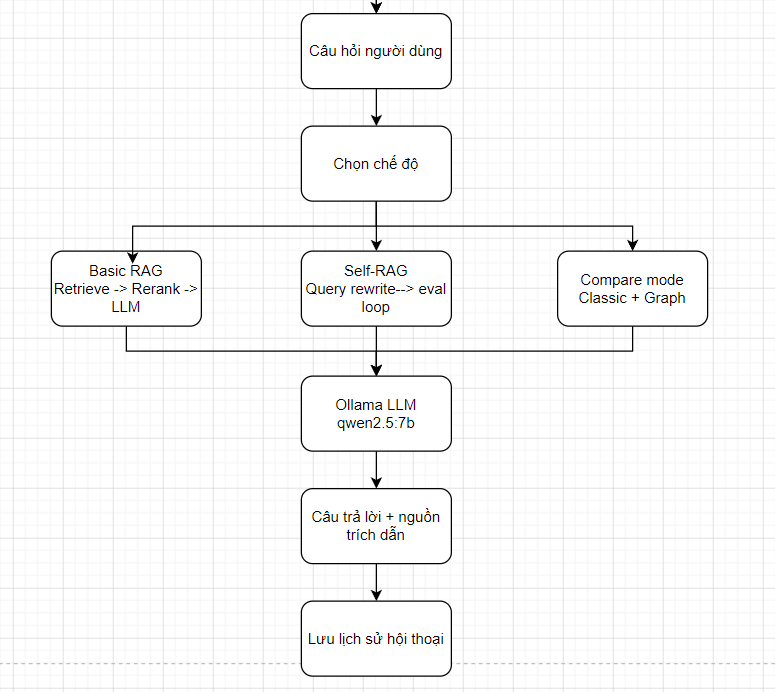 Câu hỏi người dùng
Chọn chế độ
Basic RAG
Retrieve -> Rerank ->
LLM
Self-RAG
Query rewrite--> eval
loop
Compare mode
Classic + Graph
Ollama LLM
qwen2.5:7b
Câu trả lời + nguồn
trích dẫn
Lưu lịch sử hội thoại